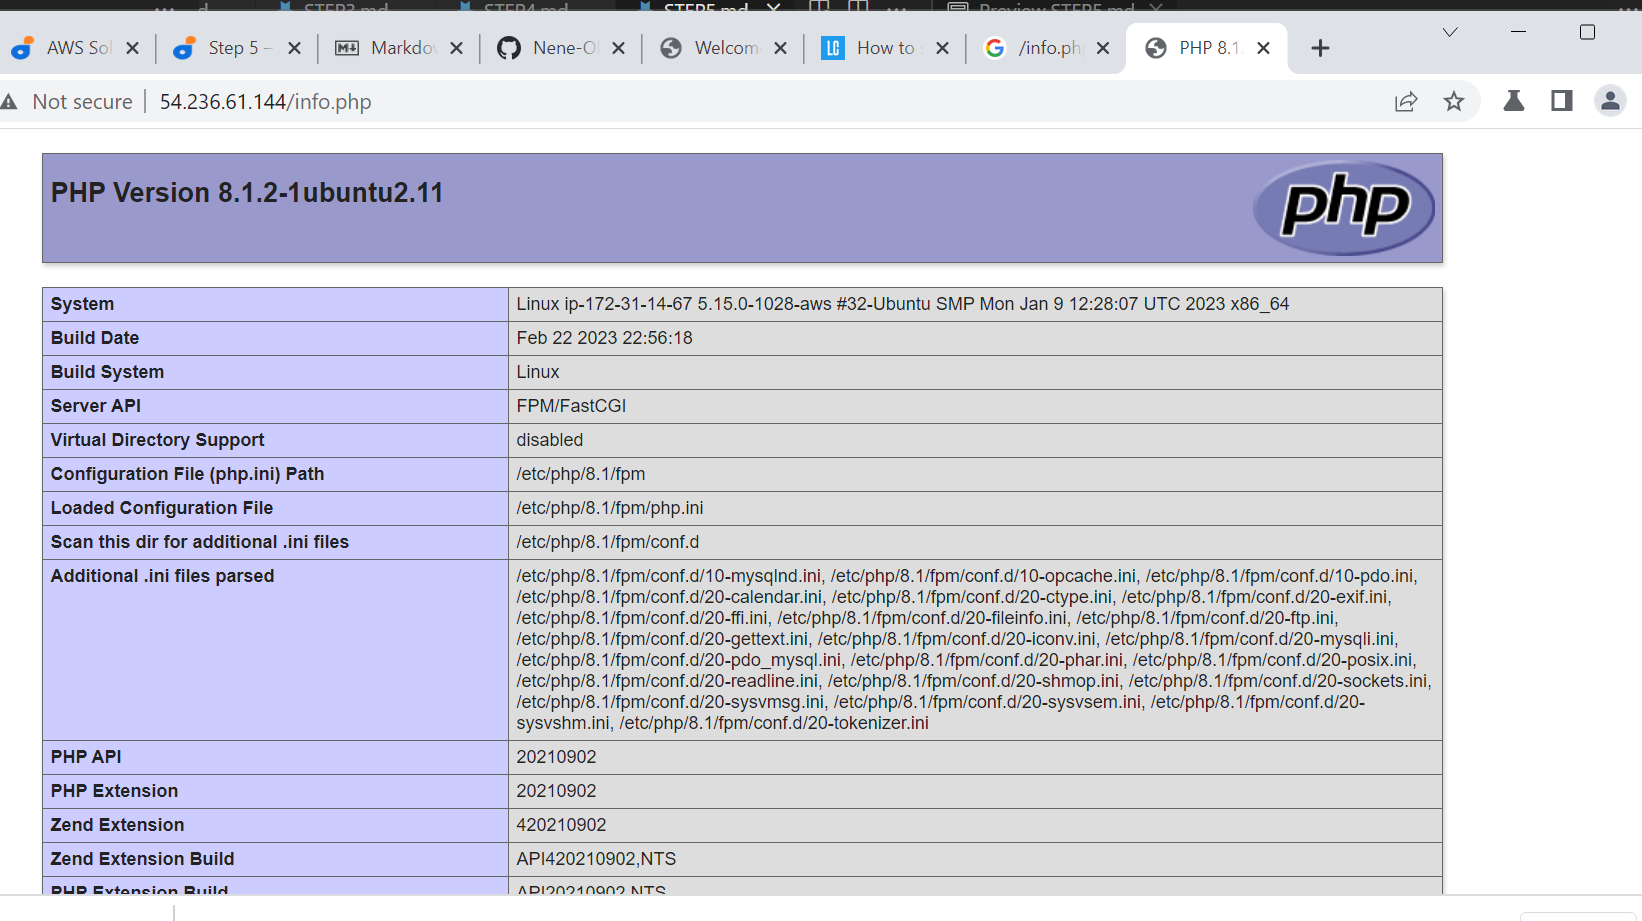 STEP3.md STEP4.md STEP5.md Preview STEP5.md
AWS Sol Step 5 – Markdo Nene-O Welcom How to /info.ph PHP 8.1.
Not secure 54.236.61.144/info.php
PHP Version 8.1.2-1ubuntu2.11
php
System Linux ip-172-31-14-67 5.15.0-1028-aws #32-Ubuntu SMP Mon Jan 9 12:28:07 UTC 2023 x86_64
Build Date Feb 22 2023 22:56:18
Build System Linux
Server API FPM/FastCGI
Virtual Directory Support disabled
Configuration File (php.ini) Path /etc/php/8.1/fpm
Loaded Configuration File /etc/php/8.1/fpm/php.ini
Scan this dir for additional .ini files /etc/php/8.1/fpm/conf.d
Additional .ini files parsed /etc/php/8.1/fpm/conf.d/10-mysqlnd.ini, /etc/php/8.1/fpm/conf.d/10-opcache.ini, /etc/php/8.1/fpm/conf.d/10-pdo.ini,
/etc/php/8.1/fpm/conf.d/20-calendar.ini, /etc/php/8.1/fpm/conf.d/20-ctype.ini, /etc/php/8.1/fpm/conf.d/20-exif.ini,
/etc/php/8.1/fpm/conf.d/20-ffi.ini, /etc/php/8.1/fpm/conf.d/20-fileinfo.ini, /etc/php/8.1/fpm/conf.d/20-ftp.ini,
/etc/php/8.1/fpm/conf.d/20-gettext.ini, /etc/php/8.1/fpm/conf.d/20-iconv.ini, /etc/php/8.1/fpm/conf.d/20-mysqli.ini,
/etc/php/8.1/fpm/conf.d/20-pdo_mysql.ini, /etc/php/8.1/fpm/conf.d/20-phar.ini, /etc/php/8.1/fpm/conf.d/20-posix.ini,
/etc/php/8.1/fpm/conf.d/20-readline.ini, /etc/php/8.1/fpm/conf.d/20-shmop.ini, /etc/php/8.1/fpm/conf.d/20-sockets.ini,
/etc/php/8.1/fpm/conf.d/20-sysvmsg.ini, /etc/php/8.1/fpm/conf.d/20-sysvsem.ini, /etc/php/8.1/fpm/conf.d/20-
sysvshm.ini, /etc/php/8.1/fpm/conf.d/20-tokenizer.ini
PHP API 20210902
PHP Extension 20210902
Zend Extension 420210902
Zend Extension Build API420210902,NTS
PHP Extension Build API20210902,NTS